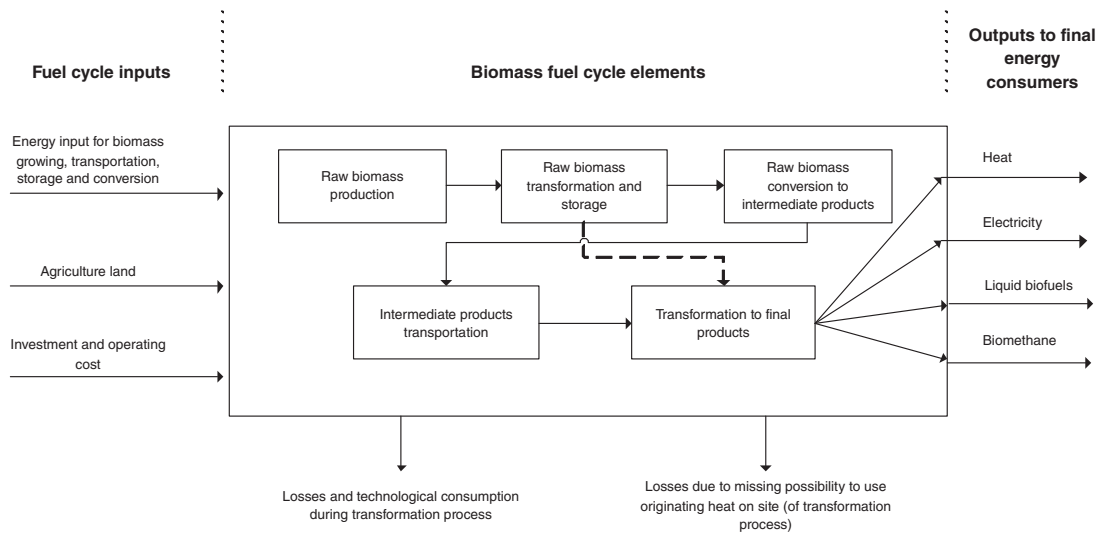 Fuel cycle inputs
Biomass fuel cycle elements
Outputs to final
energy
consumers
Energy input for biomass
growing, transportation,
storage and conversion
Agriculture land
Investment and operating
cost
Raw biomass
production
Raw biomass
transformation and
storage
Raw biomass
conversion to
intermediate products
Intermediate products
transportation
Transformation to final
products
Heat
Electricity
Liquid biofuels
Biomethane
Losses and technological consumption
during transformation process
Losses due to missing possibility to use
originating heat on site (of transformation
process)